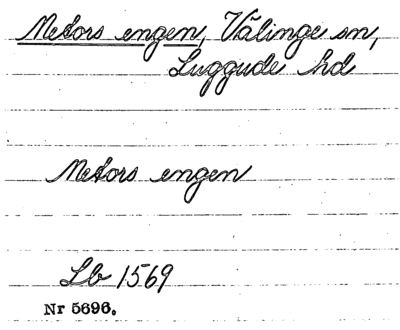 Metors engen, Välinge sn,
Luggude hd
Metors engen
Lb 1569
Nr 5696.